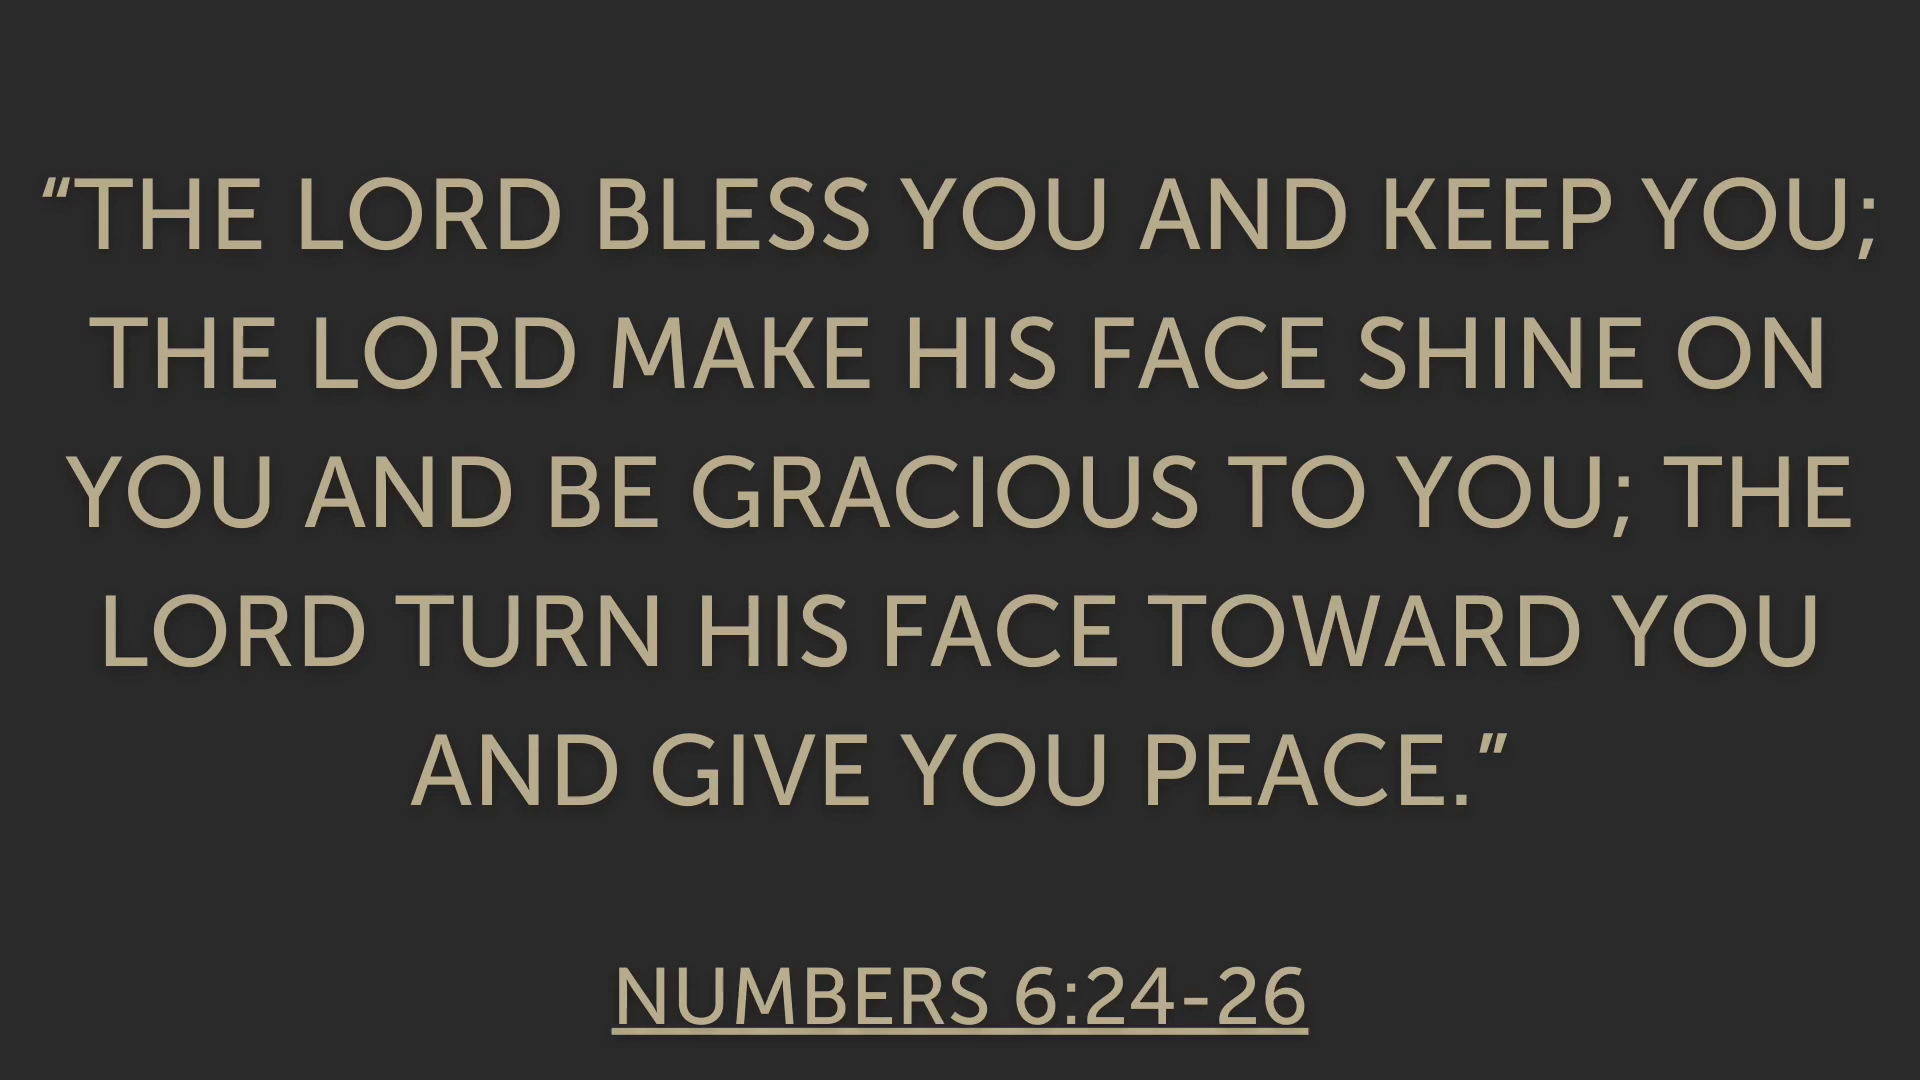 “THE LORD BLESS YOU AND KEEP YOU;
THE LORD MAKE HIS FACE SHINE ON
YOU AND BE GRACIOUS TO YOU; THE
LORD TURN HIS FACE TOWARD YOU
AND GIVE YOU PEACE.”
NUMBERS 6:24-26